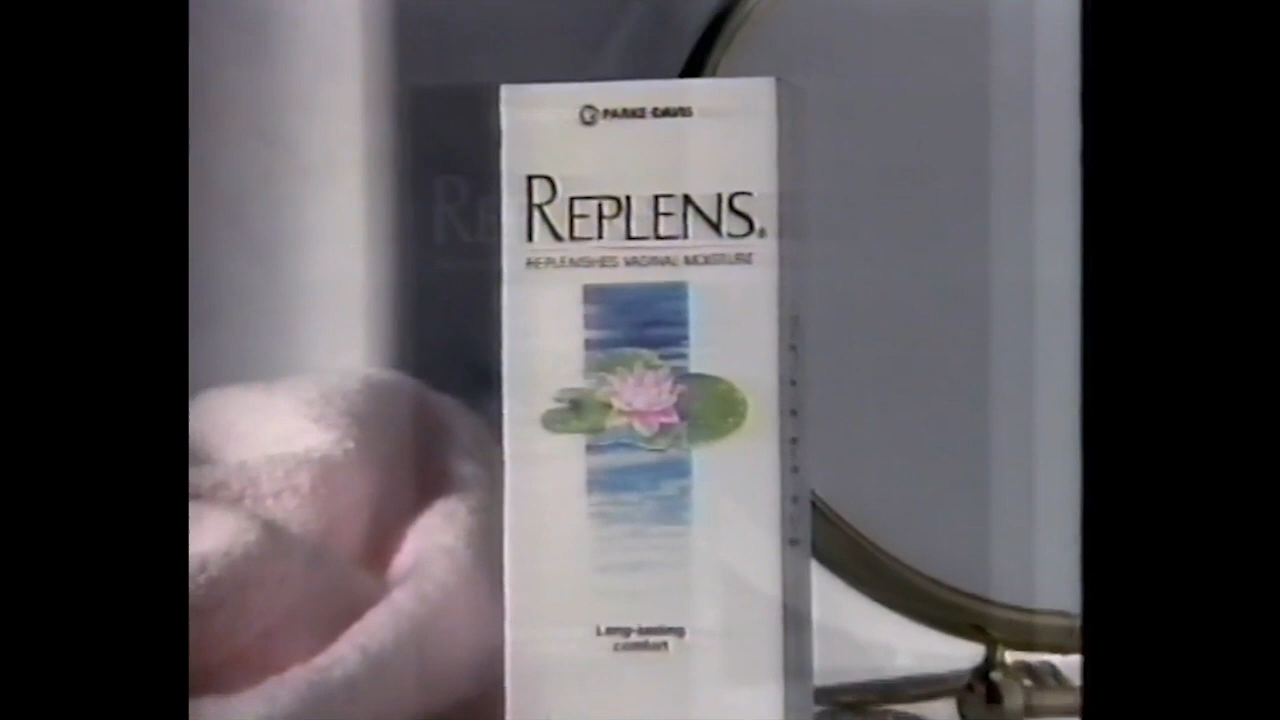 PARKE-DAVIS
REPLENS®
REPLENISHES VAGINAL MOISTURE
Long-lasting
comfort